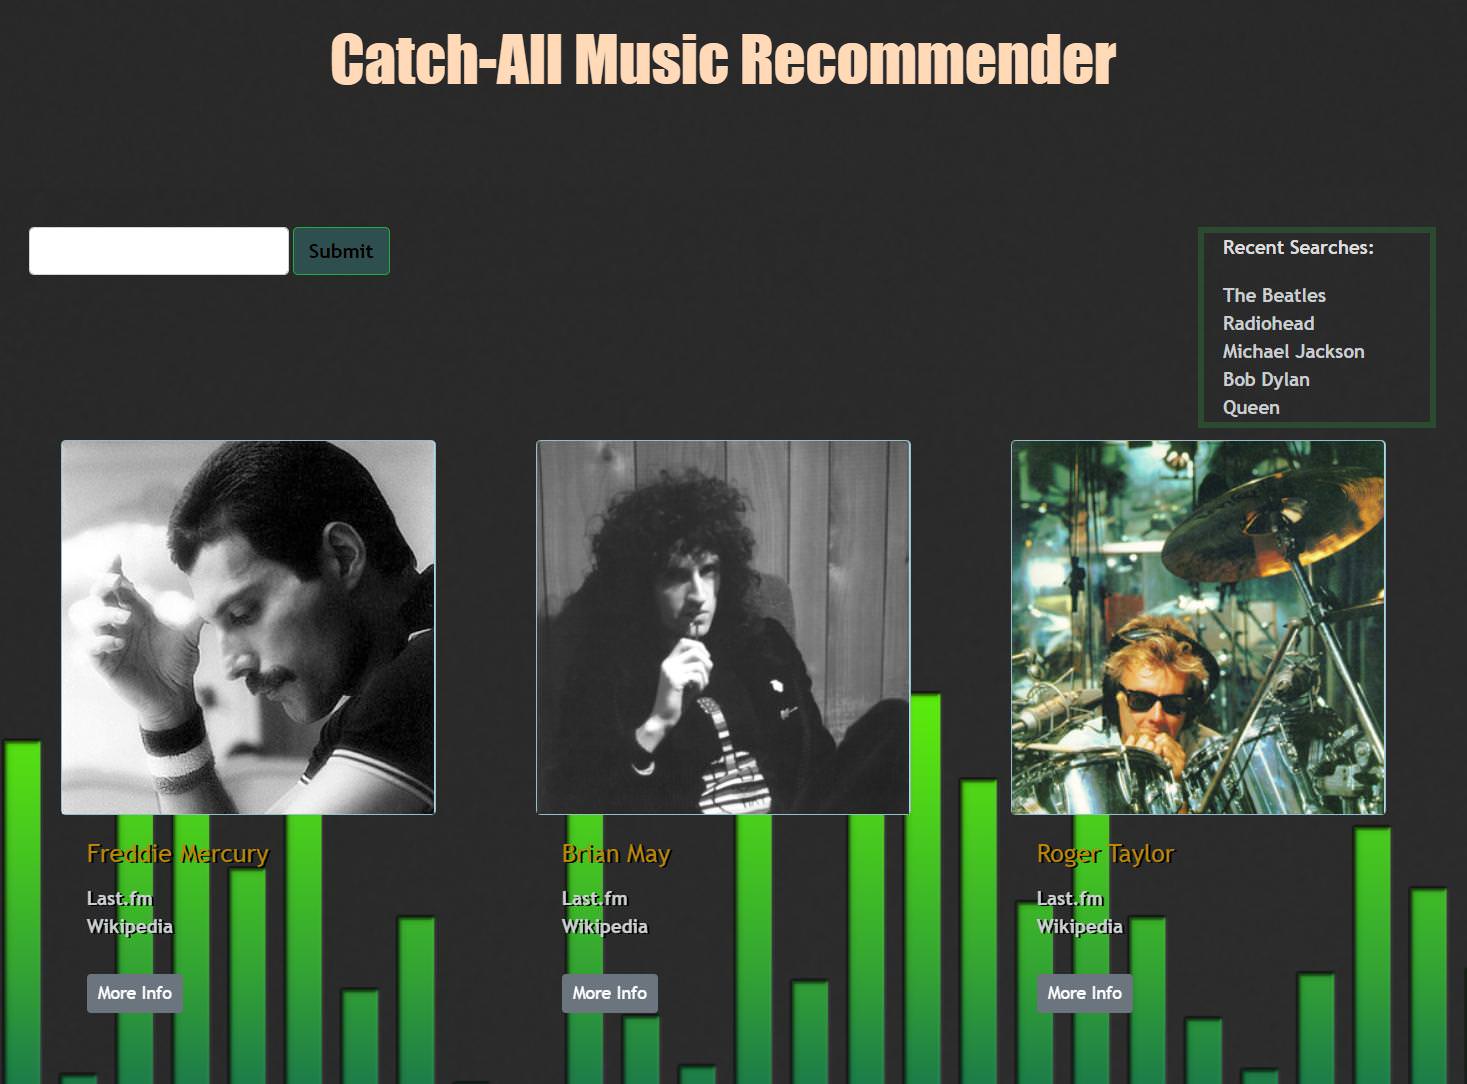 Catch-All Music Recommender
Submit
Recent Searches:
The Beatles
Radiohead
Michael Jackson
Bob Dylan
Queen
Freddie Mercury
Last.fm
Wikipedia
More Info
Brian May
Last.fm
Wikipedia
More Info
Roger Taylor
Last.fm
Wikipedia
More Info